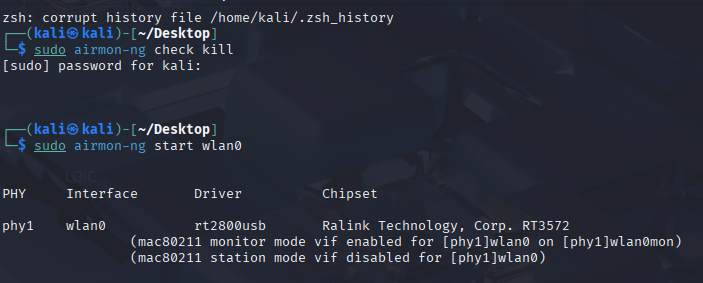 zsh: corrupt history file /home/kali/.zsh_history
┌──(kali㉿kali)-[~/Desktop]
└─$ sudo airmon-ng check kill
[sudo] password for kali:
┌──(kali㉿kali)-[~/Desktop]
└─$ sudo airmon-ng start wlan0
PHY Interface Driver Chipset
phy1 wlan0 rt2800usb Ralink Technology, Corp. RT3572
(mac80211 monitor mode vif enabled for [phy1]wlan0 on [phy1]wlan0mon)
(mac80211 station mode vif disabled for [phy1]wlan0)